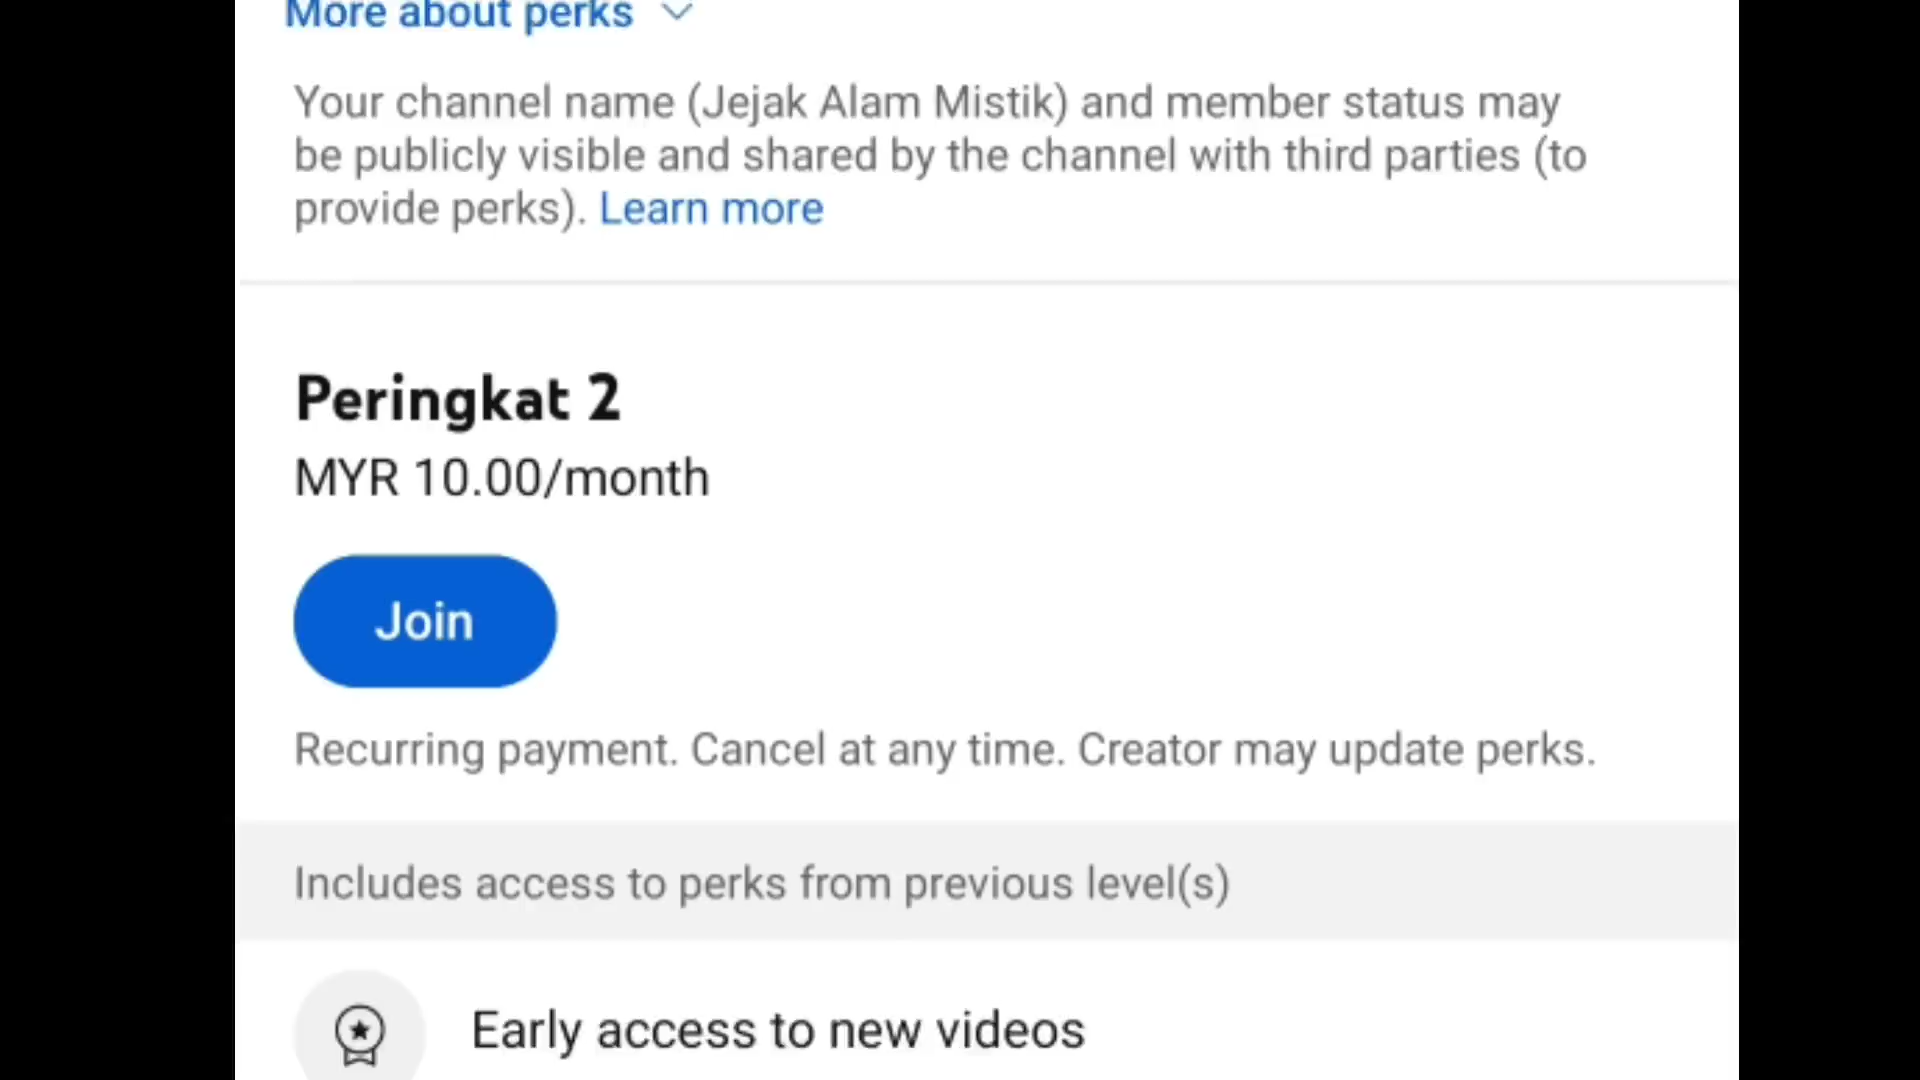 More about perks
Your channel name (Jejak Alam Mistik) and member status may
be publicly visible and shared by the channel with third parties (to
provide perks). Learn more
Peringkat 2
MYR 10.00/month
Join
Recurring payment. Cancel at any time. Creator may update perks.
Includes access to perks from previous level(s)
Early access to new videos